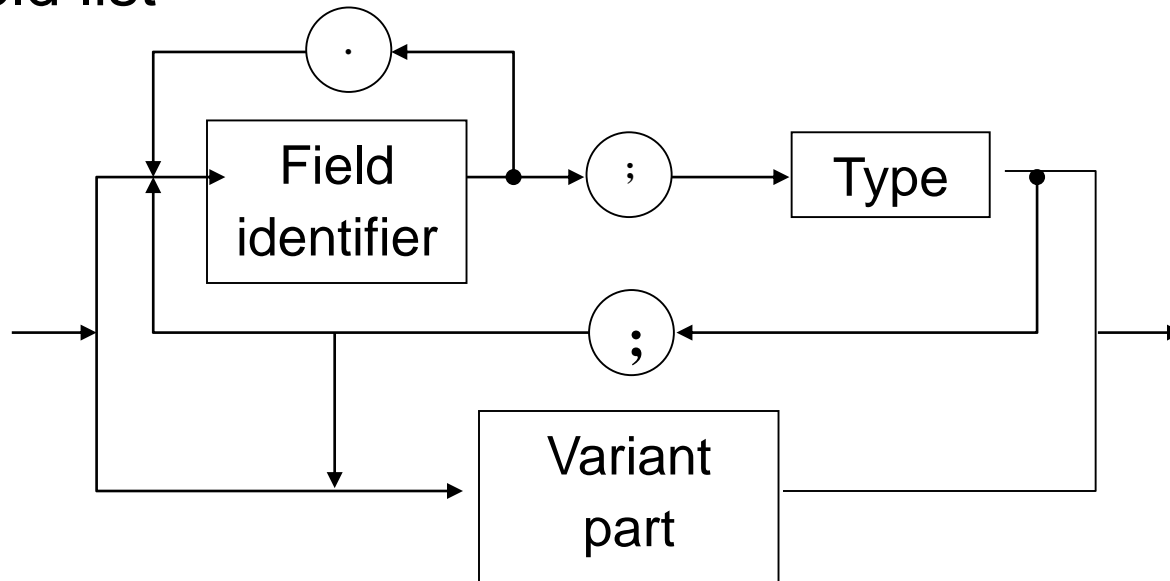 .
Field
identifier
;
Type
;
Variant
part